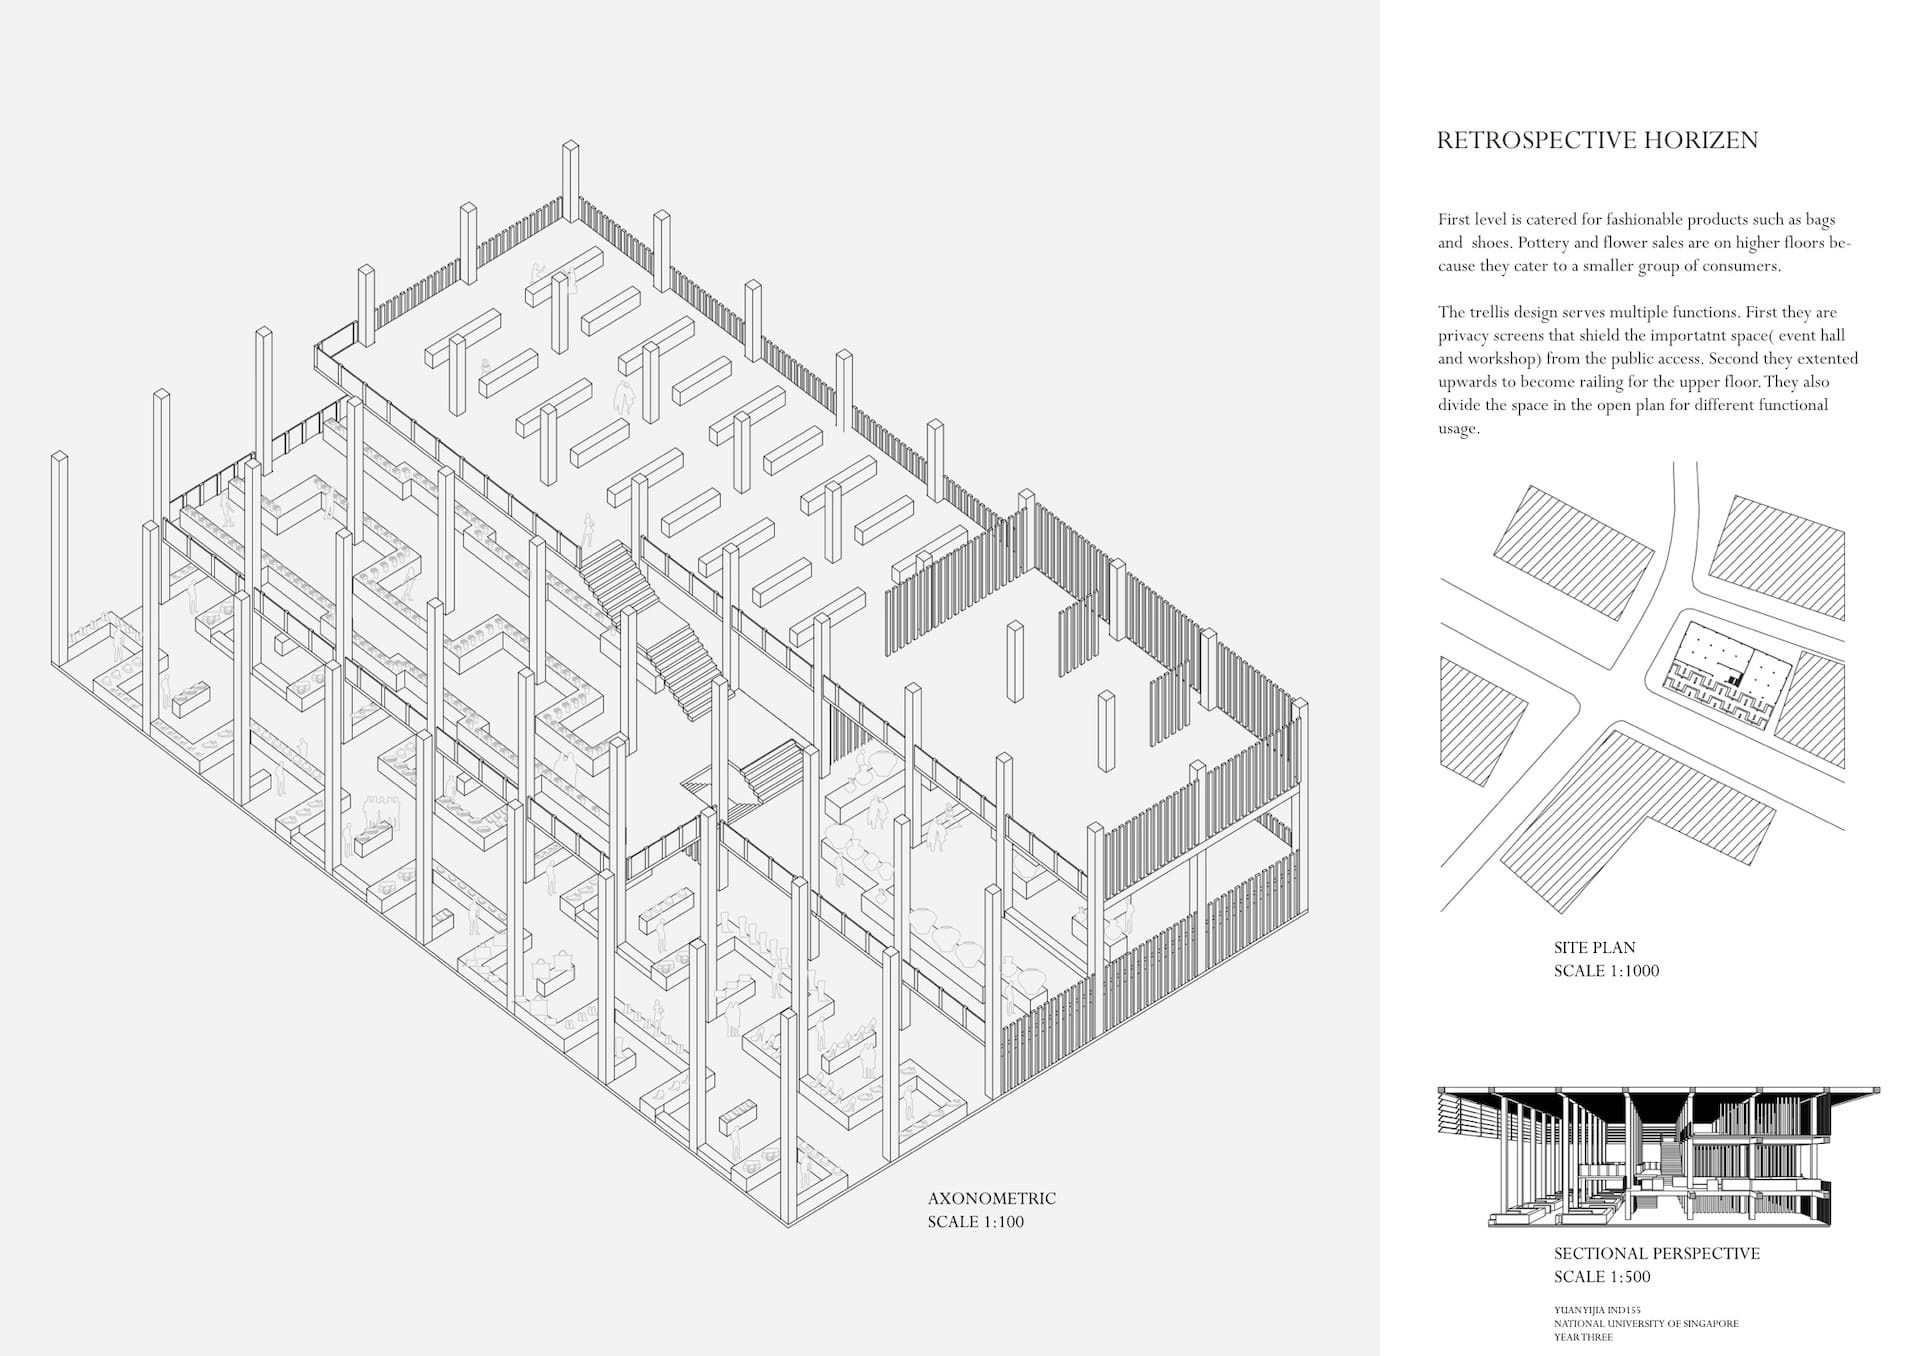 RETROSPECTIVE HORIZEN
First level is catered for fashionable products such as bags
and shoes. Pottery and flower sales are on higher floors be-
cause they cater to a smaller group of consumers.
The trellis design serves multiple functions. First they are
privacy screens that shield the importatnt space( event hall
and workshop) from the public access. Second they extented
upwards to become railing for the upper floor. They also
divide the space in the open plan for different functional
usage.
SITE PLAN
SCALE 1:1000
AXONOMETRIC
SCALE 1:100
SECTIONAL PERSPECTIVE
SCALE 1:500
YUAN YIJIA IND155
NATIONAL UNIVERSITY OF SINGAPORE
YEAR THREE